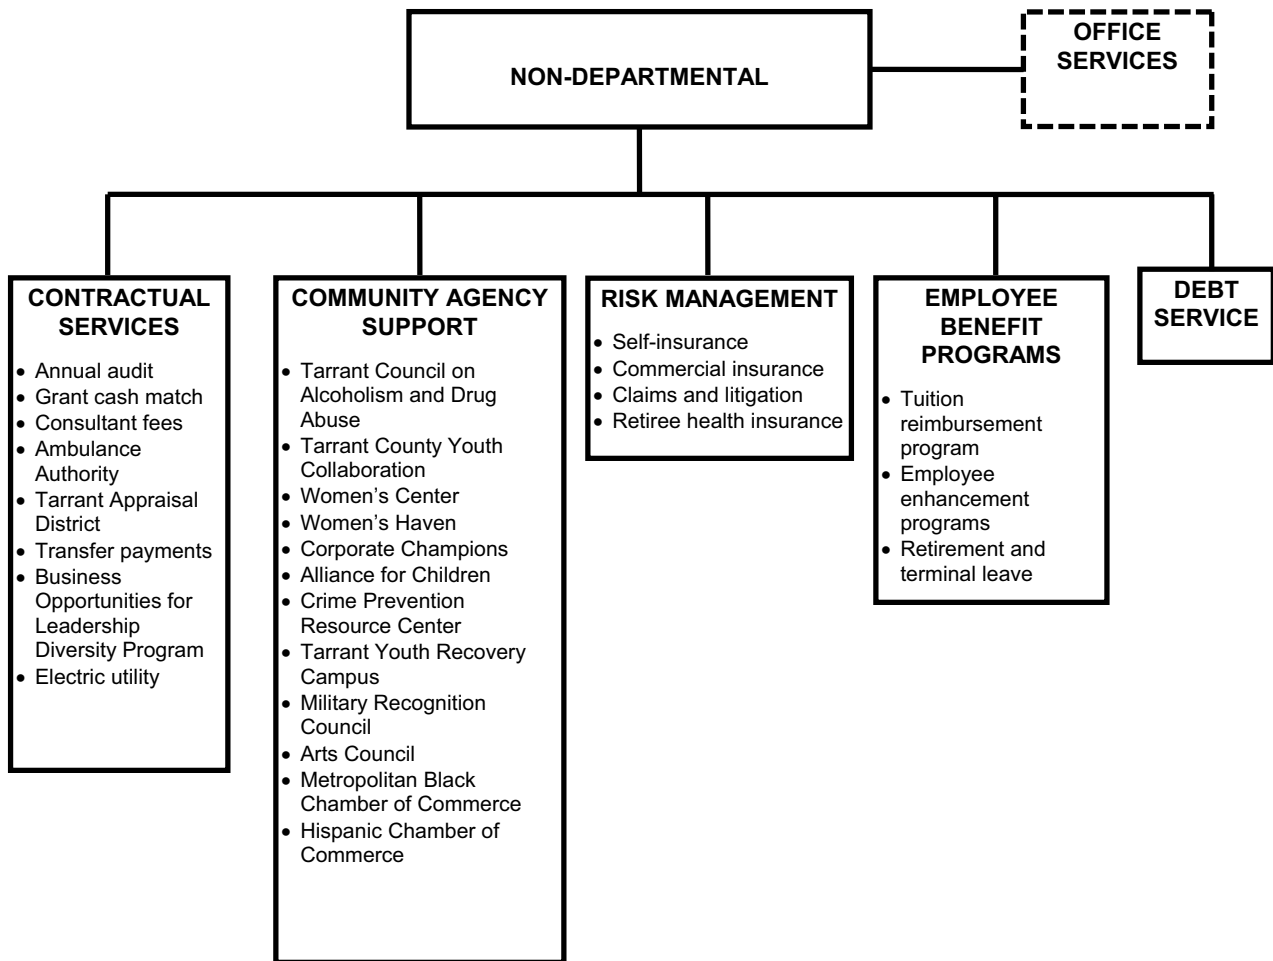 NON-DEPARTMENTAL
OFFICE
SERVICES
CONTRACTUAL
SERVICES
• Annual audit
• Grant cash match
• Consultant fees
• Ambulance
Authority
• Tarrant Appraisal
District
• Transfer payments
• Business
Opportunities for
Leadership
Diversity Program
• Electric utility
COMMUNITY AGENCY
SUPPORT
• Tarrant Council on
Alcoholism and Drug
Abuse
• Tarrant County Youth
Collaboration
• Women’s Center
• Women’s Haven
• Corporate Champions
• Alliance for Children
• Crime Prevention
Resource Center
• Tarrant Youth Recovery
Campus
• Military Recognition
Council
• Arts Council
• Metropolitan Black
Chamber of Commerce
• Hispanic Chamber of
Commerce
RISK MANAGEMENT
• Self-insurance
• Commercial insurance
• Claims and litigation
• Retiree health insurance
EMPLOYEE
BENEFIT
PROGRAMS
• Tuition
reimbursement
program
• Employee
enhancement
programs
• Retirement and
terminal leave
DEBT
SERVICE